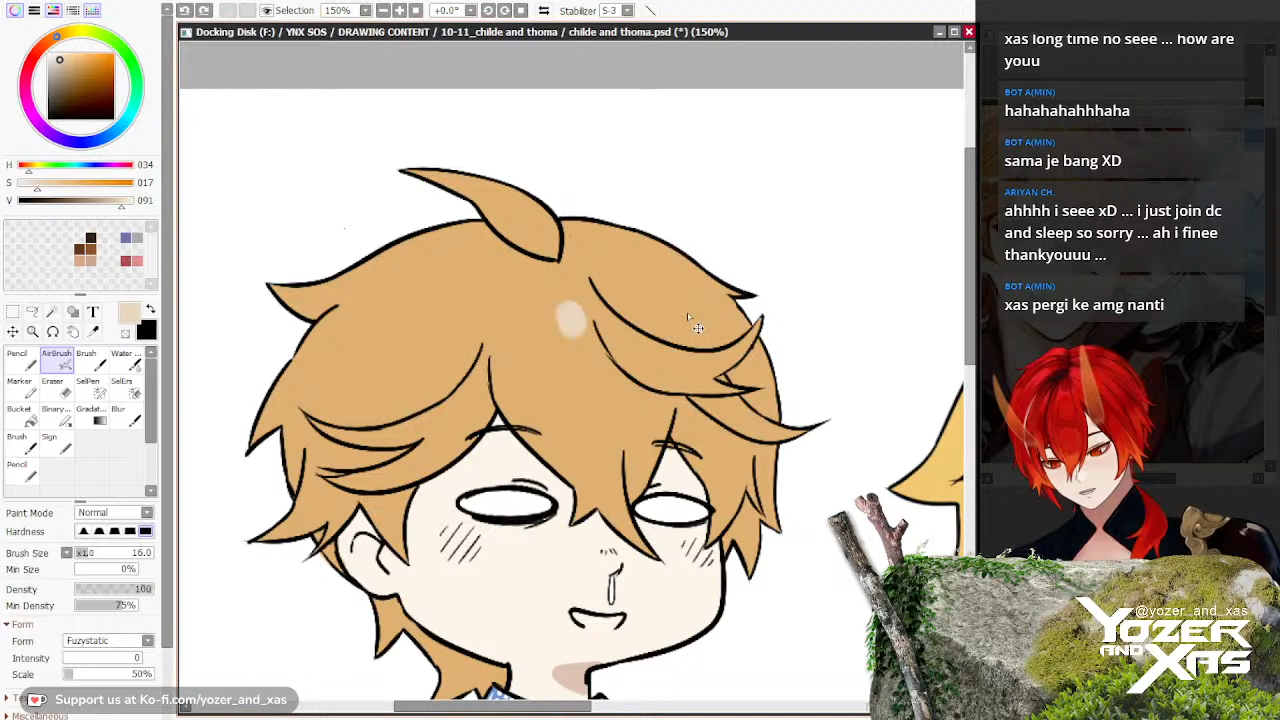 Selection
150%
+0.0°
Stabilizer
S-3
Docking Disk (F:) / YNX SOS / DRAWING CONTENT / 10-11_childe and thoma / childe and thoma.psd (*) (150%)
H
034
S
017
V
091
T
Pencil
AirBrush
Brush
Water ...
Marker
Eraser
SelPen
SelErs
Bucket
Binary...
Gradat...
Blur
Brush
Sign
Pencil
Paint Mode
Normal
Hardness
Brush Size
x1.0
16.0
Min Size
0%
Density
100
Min Density
75%
Form
Form
Fuzystatic
Intensity
0
Scale
50%
Miscellaneous
Support us at Ko-fi.com/yozer_and_xas
xas long time no seee ... how are
youu
BOT A(MIN)
hahahahahhhaha
BOT A(MIN)
sama je bang XD
ARIYAN CH.
ahhhh i seee xD ... i just join dc
and sleep so sorry ... ah i finee
thankyouuu ...
BOT A(MIN)
xas pergi ke amg nanti
@yozer_and_xas
YOZER
AND
XAS